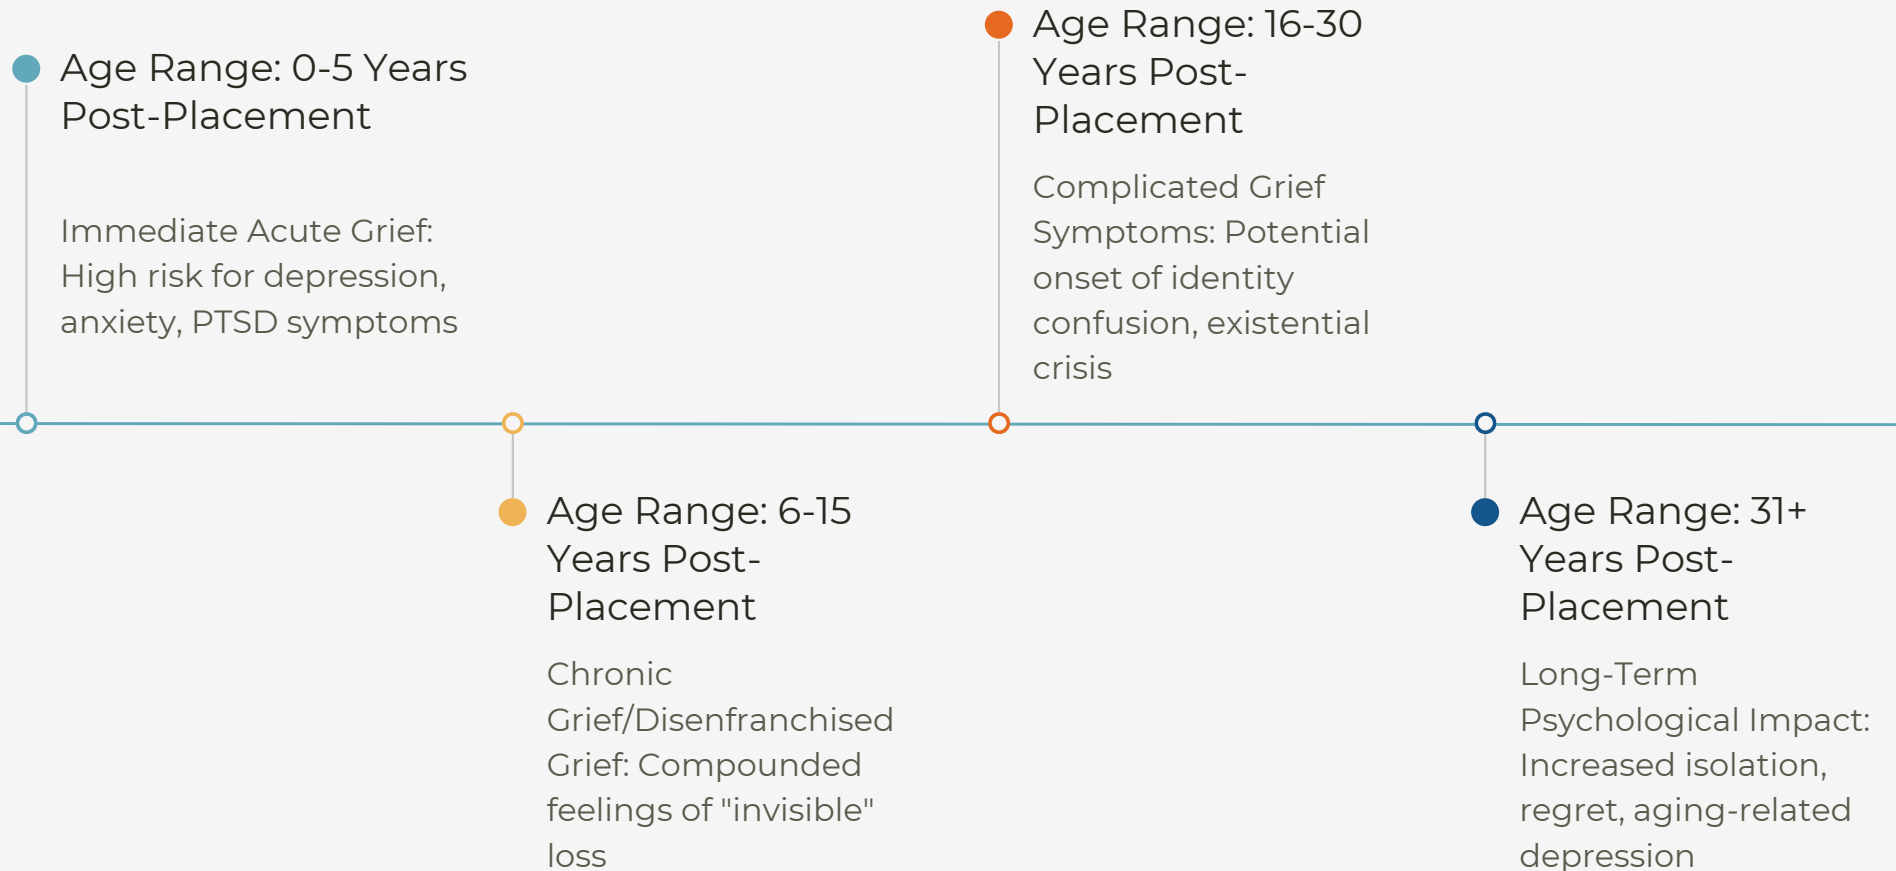 Age Range: 0-5 Years
Post-Placement
Immediate Acute Grief:
High risk for depression,
anxiety, PTSD symptoms
Age Range: 6-15
Years Post-
Placement
Chronic
Grief/Disenfranchised
Grief: Compounded
feelings of "invisible"
loss
Age Range: 16-30
Years Post-
Placement
Complicated Grief
Symptoms: Potential
onset of identity
confusion, existential
crisis
Age Range: 31+
Years Post-
Placement
Long-Term
Psychological Impact:
Increased isolation,
regret, aging-related
depression